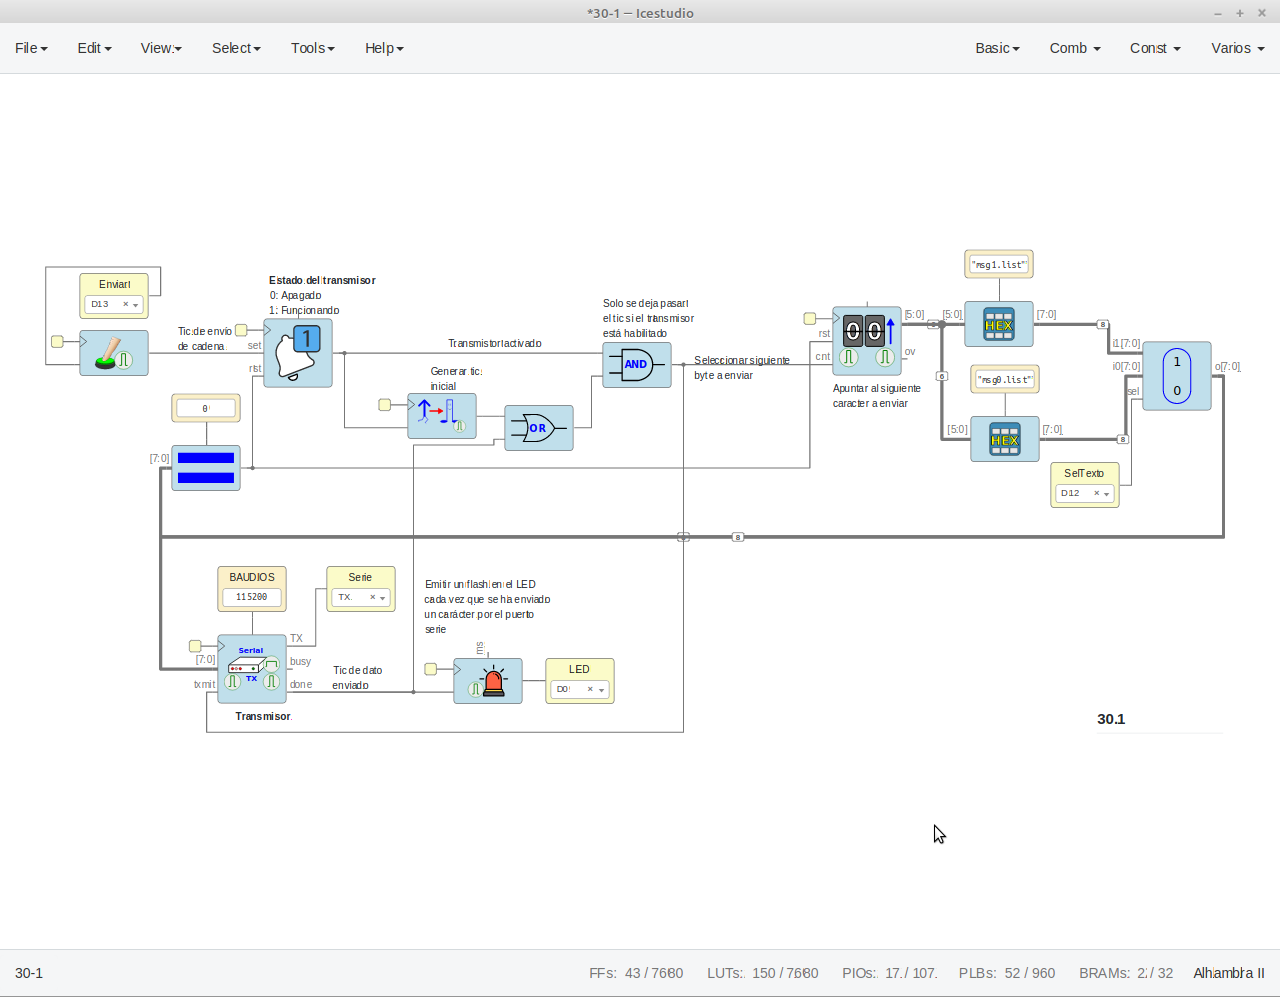 *30-1 – Icestudio
File Edit View Select Tools Help Basic Comb Const Varios
Enviar
D13
Tic de envío
de cadena
Estado del transmisor
0: Apagado
1: Funcionando
set
rst
Transmistor activado
Generar tic
inicial
OR
Solo se deja pasar
el tic si el transmisor
está habilitado
AND
Seleccionar siguiente
byte a enviar
rst
cnt
00
[5:0]
ov
Apuntar al siguiente
caracter a enviar
"msg1.list"
[5:0]
HEX
[7:0]
8
"msg0.list"
6
[5:0]
HEX
[7:0]
8
i1[7:0]
i0[7:0]
sel
1
0
o[7:0]
SelTexto
D12
0
[7:0]
8
BAUDIOS
115200
Serie
TX
[7:0]
txmit
Serial
TX
TX
busy
done
Transmisor
Tic de dato
enviado
Emitir un flash en el LED
cada vez que se ha enviado
un carácter por el puerto
serie
ms
LED
D0
30.1
30-1 FFs: 43 / 7680 LUTs: 150 / 7680 PIOs: 17 / 107 PLBs: 52 / 960 BRAMs: 2 / 32 Alhambra II